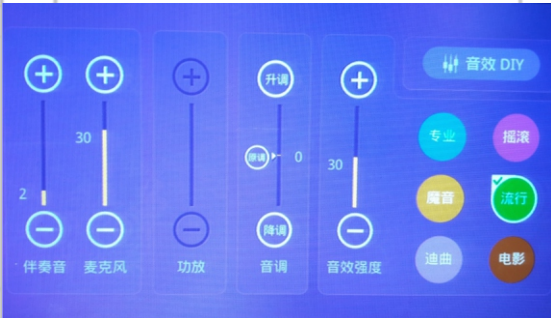 音效 DIY
升调
专业
摇滚
30
原调
0
30
2
魔音
流行
降调
伴奏音
麦克风
功放
音调
音效强度
迪曲
电影